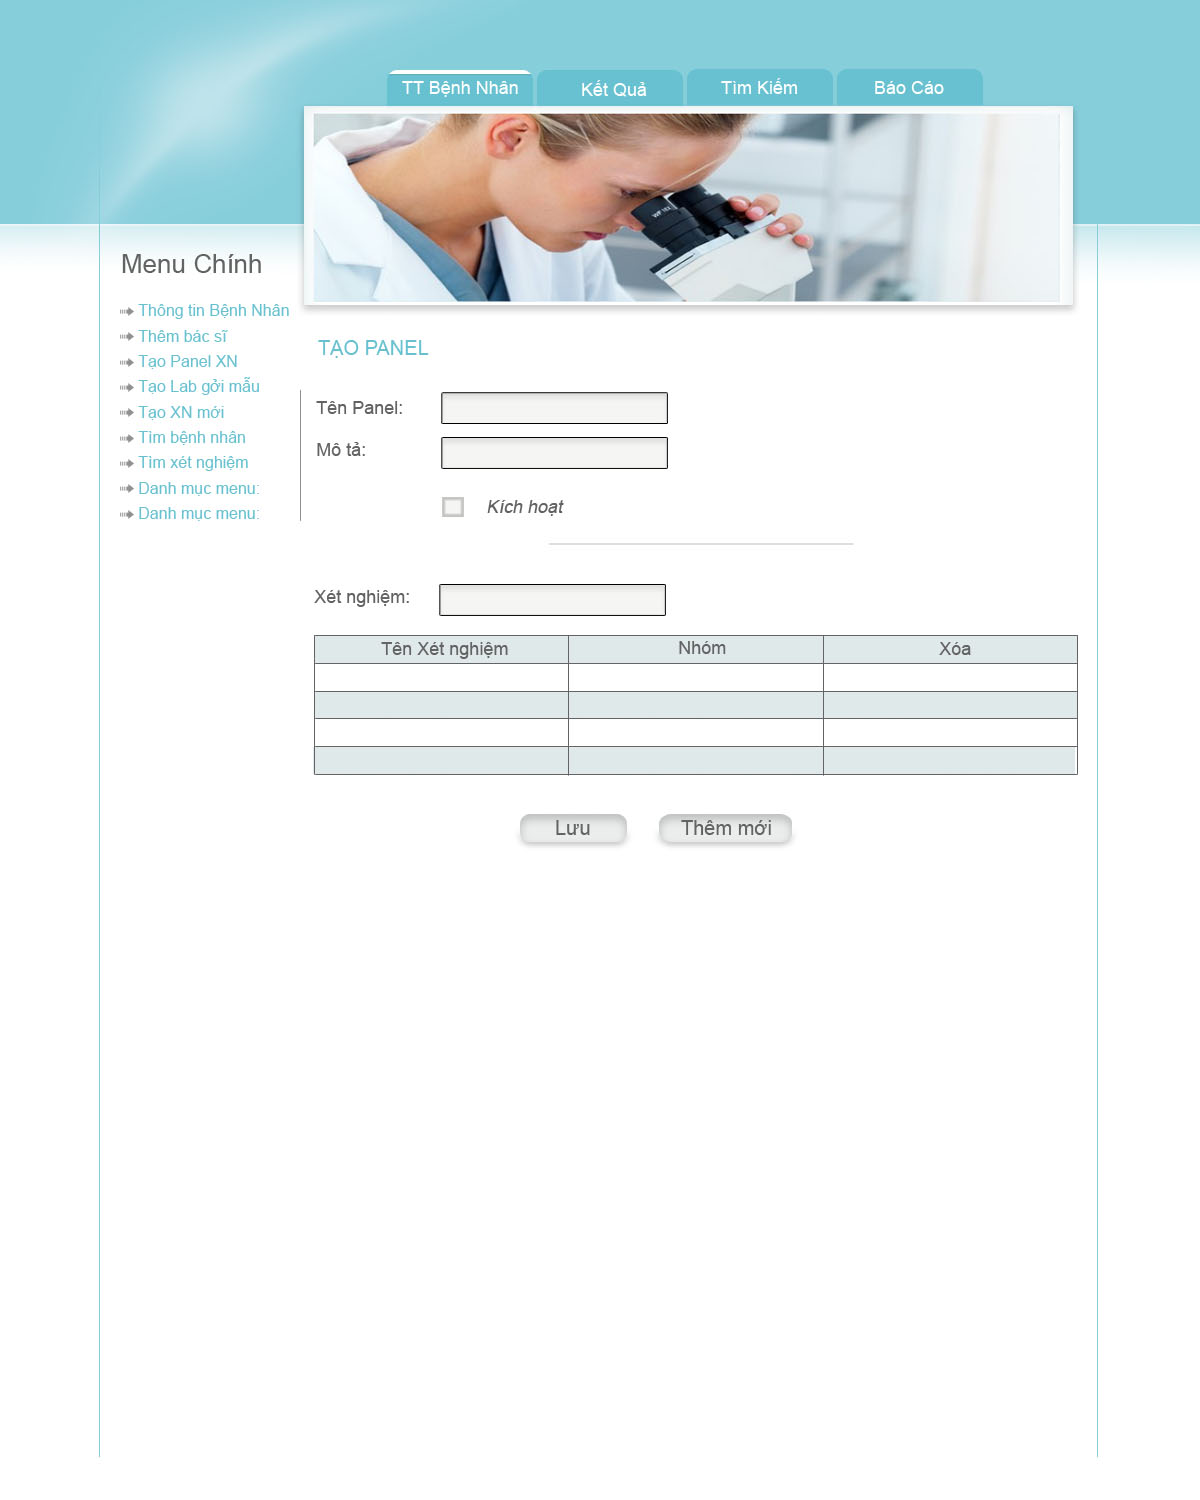 TT Bệnh Nhân
Kết Quả
Tìm Kiếm
Báo Cáo
WF 10X
Menu Chính
Thông tin Bệnh Nhân
Thêm bác sĩ
Tạo Panel XN
Tạo Lab gởi mẫu
Tạo XN mới
Tìm bệnh nhân
Tìm xét nghiệm
Danh mục menu:
Danh mục menu:
TẠO PANEL
Tên Panel:
Mô tả:
Kích hoạt
Xét nghiệm:
Tên Xét nghiệm
Nhóm
Xóa
Lưu
Thêm mới